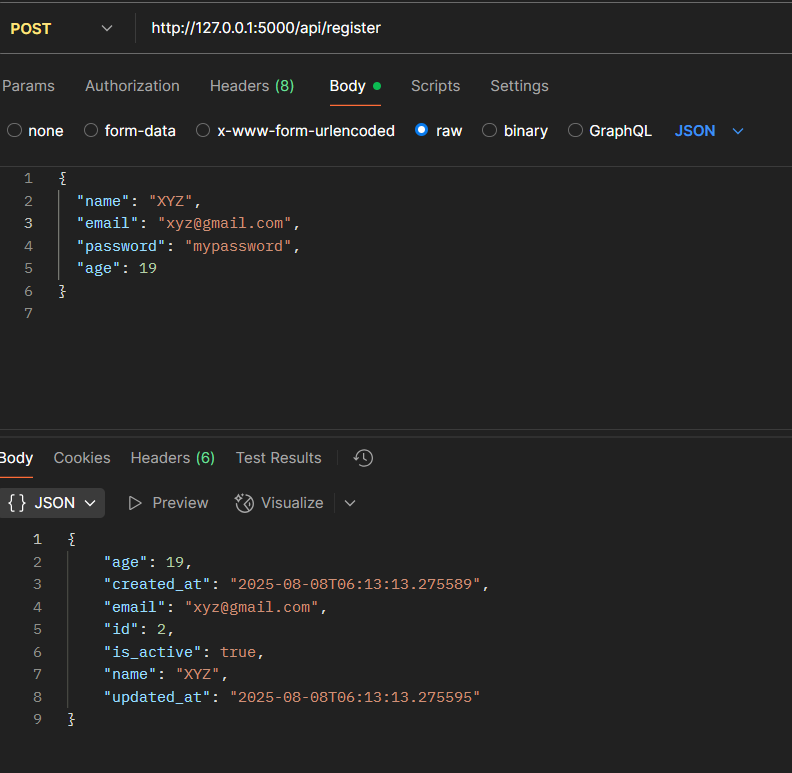 POST http://127.0.0.1:5000/api/register
Params Authorization Headers (8) Body Scripts Settings
none form-data x-www-form-urlencoded raw binary GraphQL JSON
1 {
2 "name": "XYZ",
3 "email": "xyz@gmail.com",
4 "password": "mypassword",
5 "age": 19
6 }
7
Body Cookies Headers (6) Test Results
{} JSON Preview Visualize
1 {
2 "age": 19,
3 "created_at": "2025-08-08T06:13:13.275589",
4 "email": "xyz@gmail.com",
5 "id": 2,
6 "is_active": true,
7 "name": "XYZ",
8 "updated_at": "2025-08-08T06:13:13.275595"
9 }